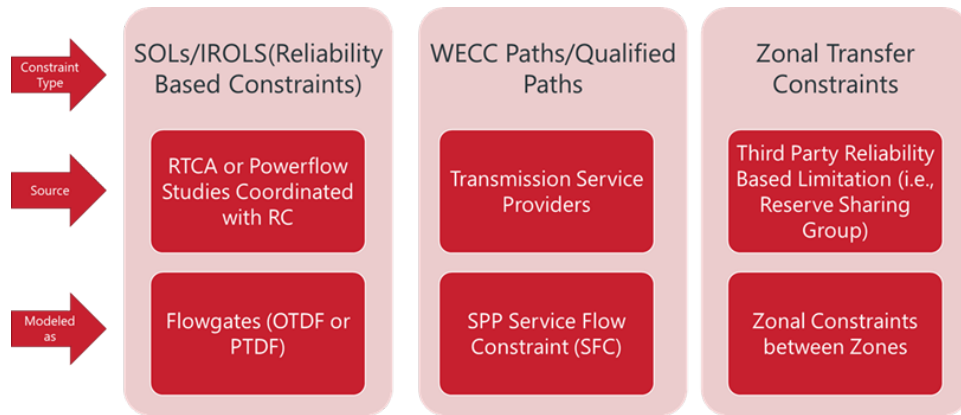 Constraint
Type
SOLs/IROLS(Reliability
Based Constraints)
WECC Paths/Qualified
Paths
Zonal Transfer
Constraints
Source
RTCA or Powerflow
Studies Coordinated
with RC
Transmission Service
Providers
Third Party Reliability
Based Limitation (i.e.,
Reserve Sharing
Group)
Modeled
as
Flowgates (OTDF or
PTDF)
SPP Service Flow
Constraint (SFC)
Zonal Constraints
between Zones